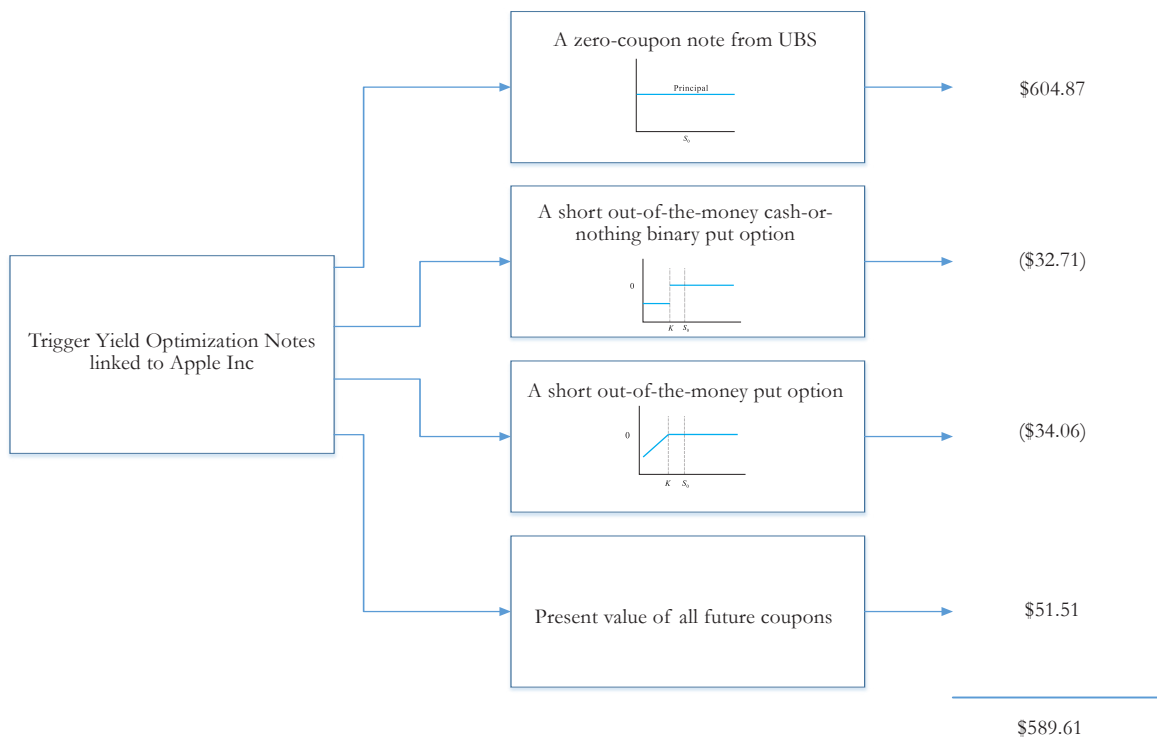 A zero-coupon note from UBS
Principal
S₀
$604.87
A short out-of-the-money cash-or-
nothing binary put option
0
K S₀
($32.71)
Trigger Yield Optimization Notes
linked to Apple Inc
A short out-of-the-money put option
0
K S₀
($34.06)
Present value of all future coupons
$51.51
$589.61